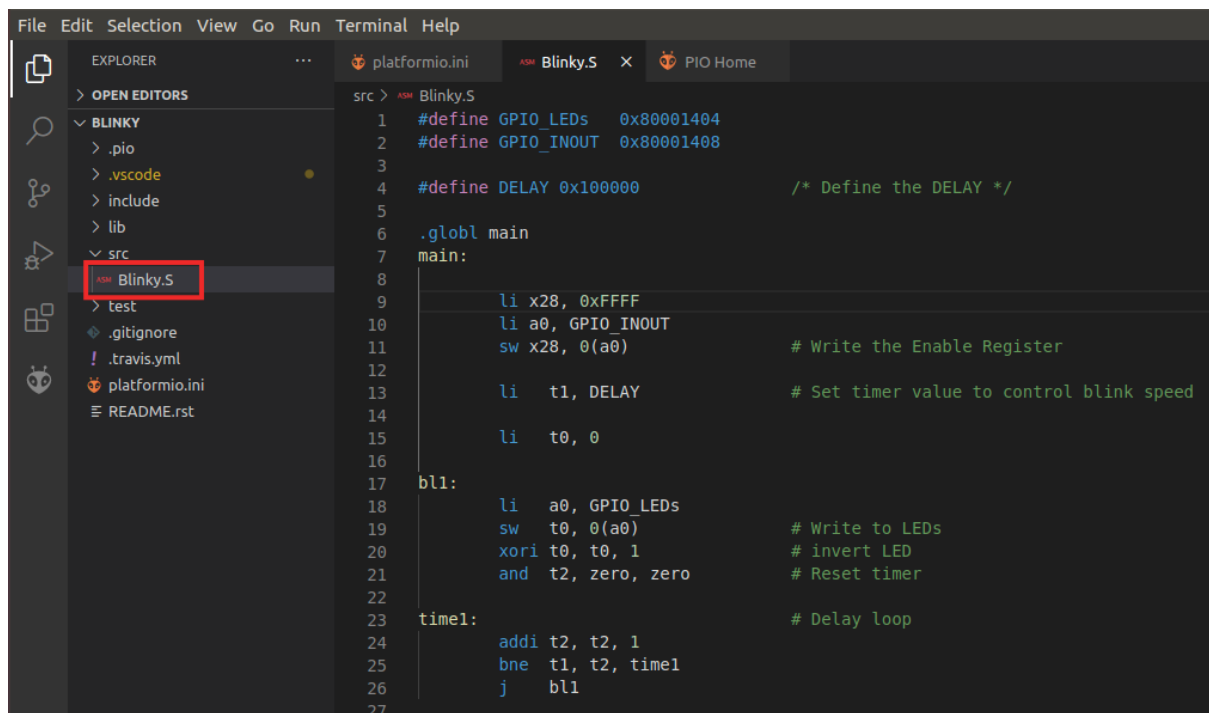 File Edit Selection View Go Run Terminal Help
EXPLORER ...
OPEN EDITORS
BLINKY
.pio
.vscode
include
lib
src
ASM Blinky.S
test
.gitignore
! .travis.yml
platformio.ini
README.rst
platformio.ini ASM Blinky.S × PIO Home
src > ASM Blinky.S
1 #define GPIO_LEDs   0x80001404
2 #define GPIO_INOUT  0x80001408
3
4 #define DELAY 0x100000 /* Define the DELAY */
5
6 .globl main
7 main:
8
9 li x28, 0xFFFF
10 li a0, GPIO_INOUT
11 sw x28, 0(a0) # Write the Enable Register
12
13 li   t1, DELAY # Set timer value to control blink speed
14
15 li   t0, 0
16
17 bl1:
18 li   a0, GPIO_LEDs
19 sw   t0, 0(a0) # Write to LEDs
20 xori t0, t0, 1 # invert LED
21 and  t2, zero, zero # Reset timer
22
23 time1: # Delay loop
24 addi t2, t2, 1
25 bne  t1, t2, time1
26 j    bl1
27